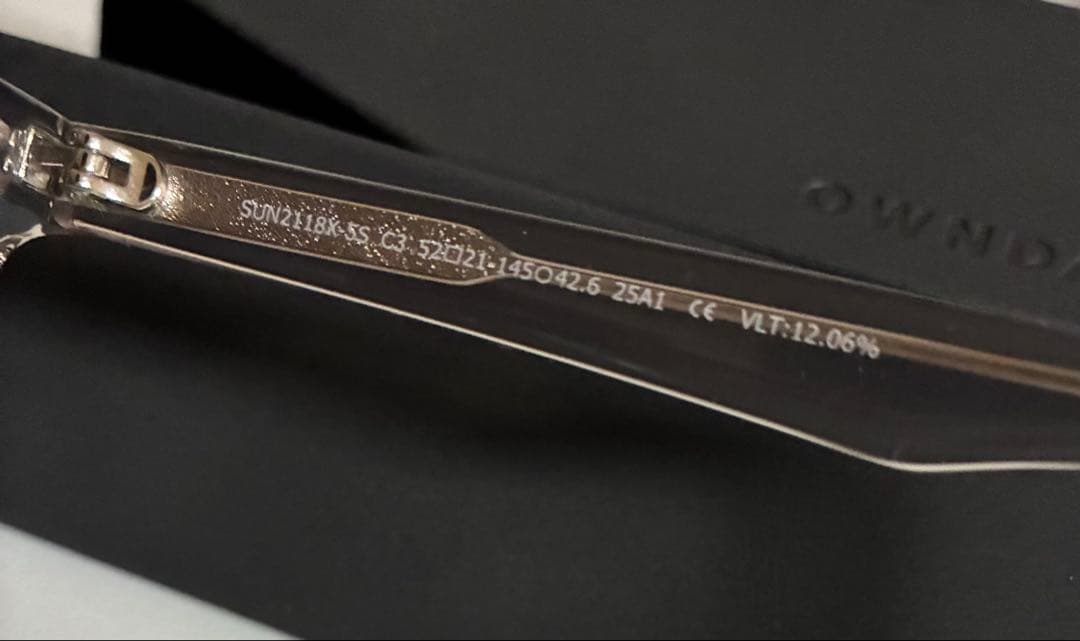 OWNDA
SUN2118X-5S C3 52□21-145○42.6 25A1 CE VLT:12.06%